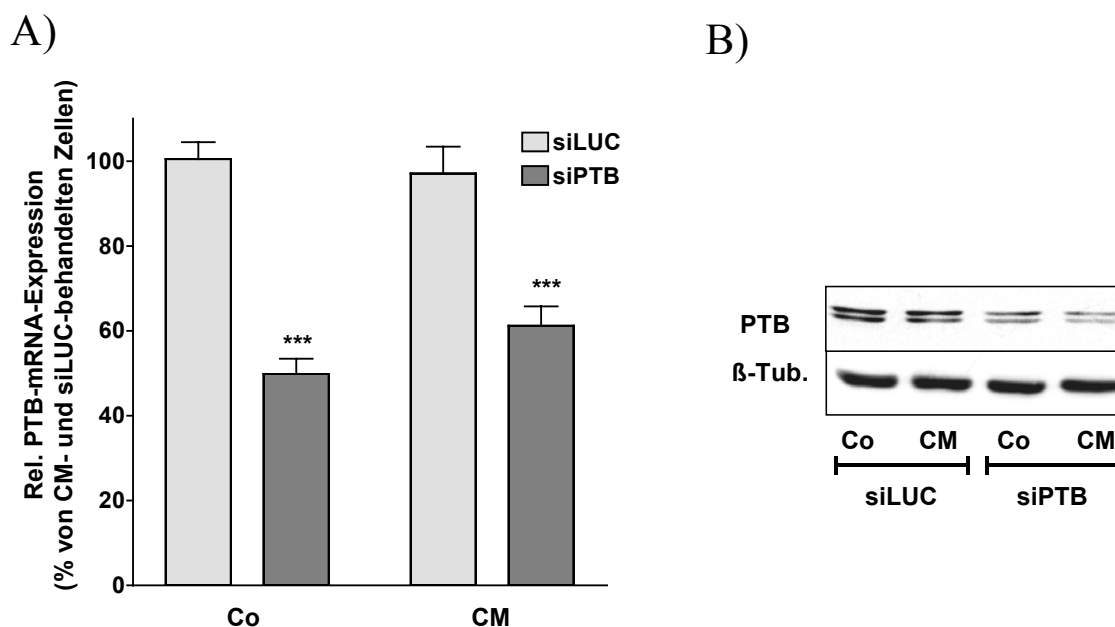 A)
Rel. PTB-mRNA-Expression
(% von CM- und siLUC-behandelten Zellen)
100
80
60
40
20
0
siLUC
siPTB
***
***
Co
CM
B)
PTB
ß-Tub.
Co CM Co CM
siLUC siPTB